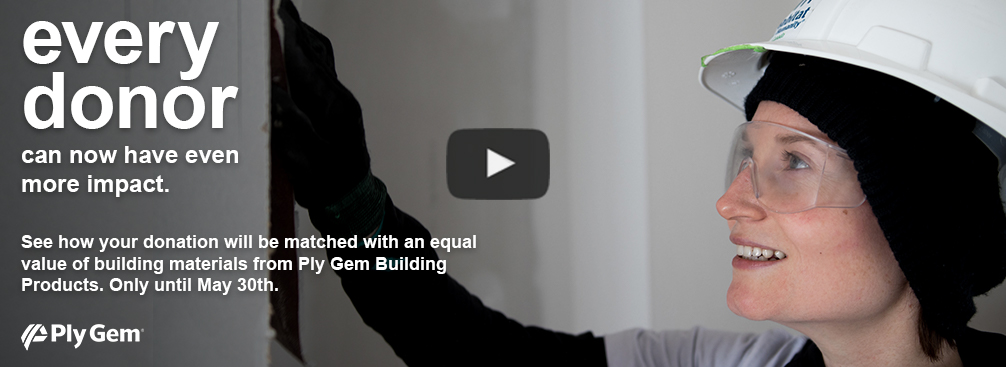 every
donor
can now have even
more impact.
See how your donation will be matched with an equal
value of building materials from Ply Gem Building
Products. Only until May 30th.
Ply Gem
Habitat